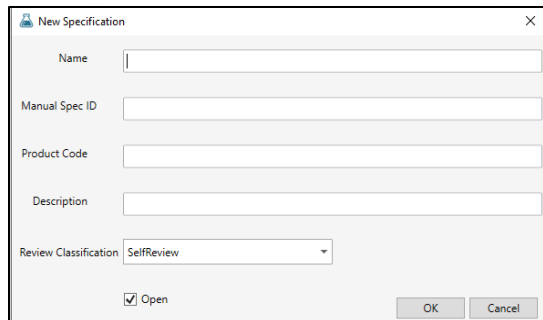 New Specification
Name
Manual Spec ID
Product Code
Description
Review Classification SelfReview
Open
OK Cancel